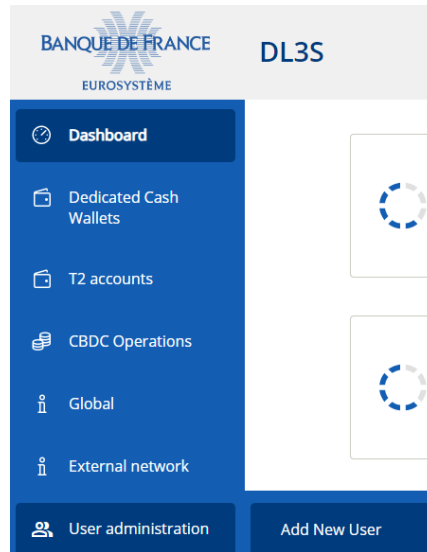 BANQUE DE FRANCE
EUROSYSTÈME
DL3S
Dashboard
Dedicated Cash
Wallets
T2 accounts
CBDC Operations
Global
External network
User administration
Add New User